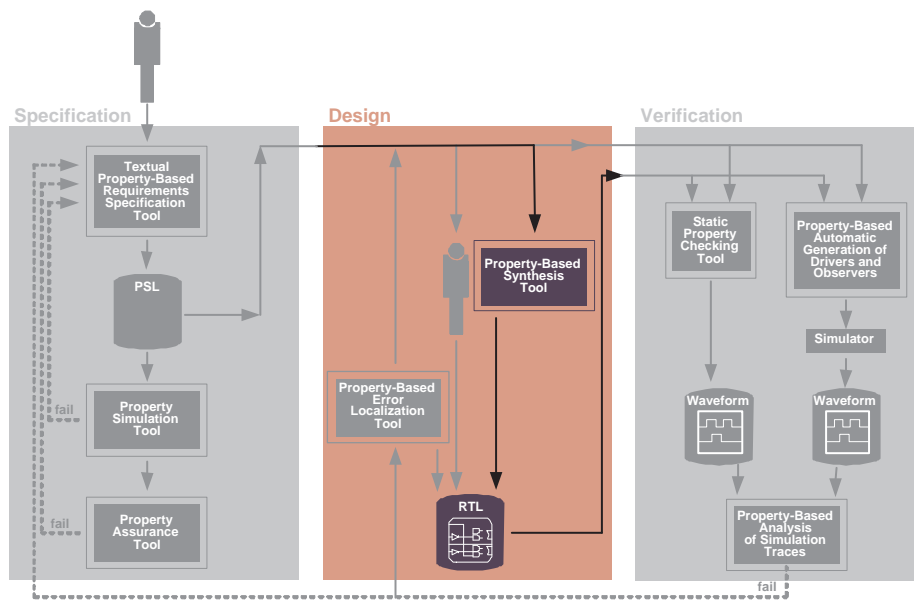 Specification
Textual
Property-Based
Requirements
Specification
Tool
PSL
fail
Property
Simulation
Tool
fail
Property
Assurance
Tool
Design
Property-Based
Synthesis
Tool
Property-Based
Error
Localization
Tool
RTL
Verification
Static
Property
Checking
Tool
Property-Based
Automatic
Generation of
Drivers and
Observers
Simulator
Waveform
Waveform
Property-Based
Analysis
of Simulation
Traces
fail